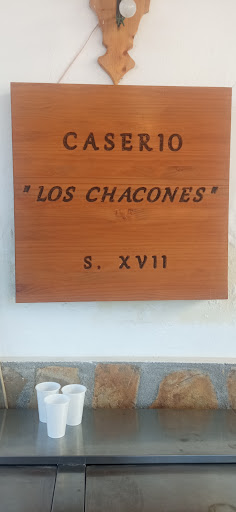 CASERIO
"LOS CHACONES"
S. XVII